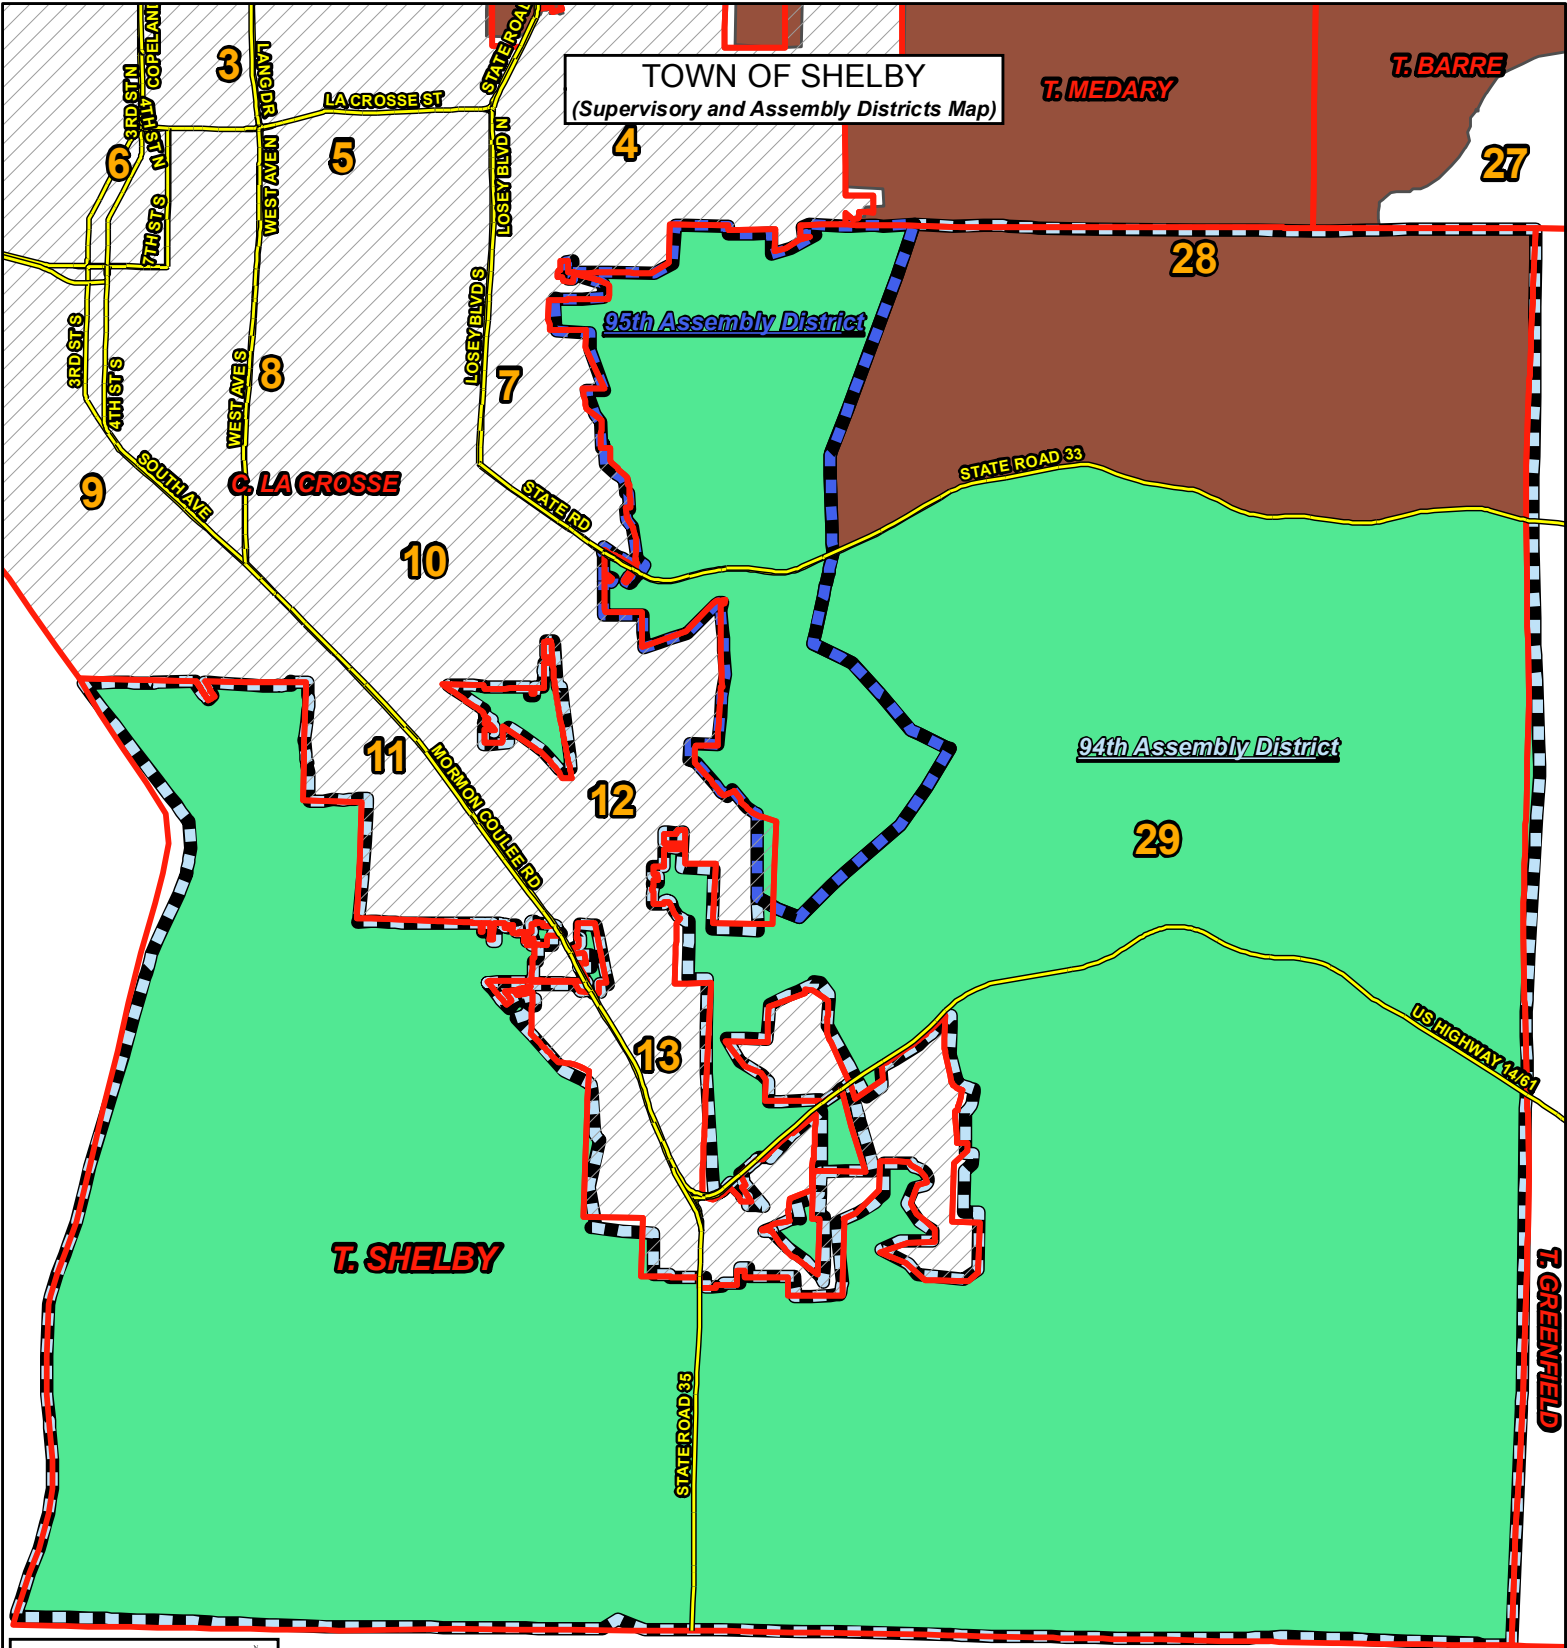 TOWN OF SHELBY
(Supervisory and Assembly Districts Map)
3RD ST N
COPELAND
4TH ST N
3
LANG DR
STATE ROAD
T. MEDARY
T. BARRE
LA CROSSE ST
6
5
4
27
7TH ST S
WEST AVE N
LOSEY BLVD N
28
95th Assembly District
3RD ST S
4TH ST S
WEST AVE S
8
LOSEY BLVD S
7
9
SOUTH AVE
C. LA CROSSE
STATE RD
STATE ROAD 33
10
11
MORMON COULEE RD
12
94th Assembly District
29
13
US HIGHWAY 14/61
T. SHELBY
T. GREENFIELD
STATE ROAD 35